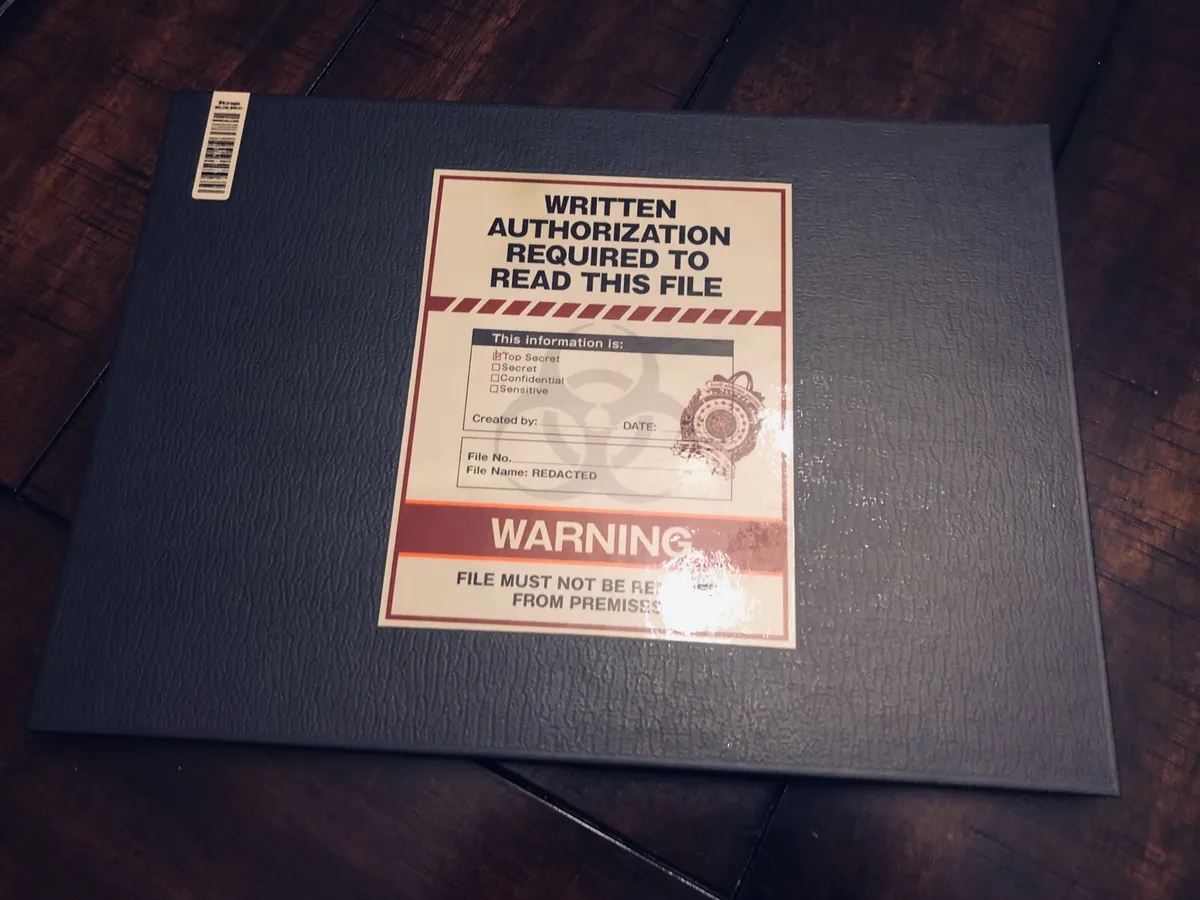 WRITTEN
AUTHORIZATION
REQUIRED TO
READ THIS FILE
This information is:
Top Secret
Secret
Confidential
Sensitive
Created by:
DATE:
File No.
File Name: REDACTED
WARNING
FILE MUST NOT BE
FROM PREMISES